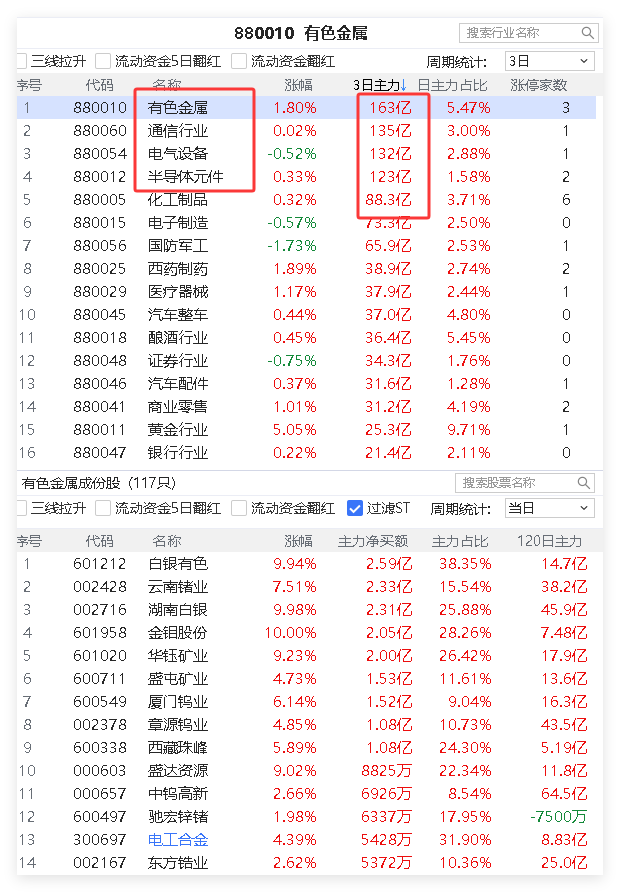 880010 有色金属 搜索行业名称
三线拉升 流动资金5日翻红 流动资金翻红 周期统计: 3日
序号 代码 名称 涨幅 3日主力↓ 日主力占比 涨停家数
1 880010 有色金属 1.80% 163亿 5.47% 3
2 880060 通信行业 0.02% 135亿 3.00% 1
3 880054 电气设备 -0.52% 132亿 2.88% 1
4 880012 半导体元件 0.33% 123亿 1.58% 2
5 880005 化工制品 0.32% 88.3亿 3.71% 6
6 880015 电子制造 -0.57% 73.3亿 2.50% 0
7 880056 国防军工 -1.73% 65.9亿 2.53% 1
8 880025 西药制药 1.89% 38.9亿 2.74% 2
9 880029 医疗器械 1.17% 37.9亿 2.44% 1
10 880045 汽车整车 0.44% 37.0亿 4.80% 0
11 880018 酿酒行业 0.45% 36.4亿 5.45% 0
12 880048 证券行业 -0.75% 34.3亿 1.76% 0
13 880046 汽车配件 0.37% 31.6亿 1.28% 1
14 880041 商业零售 1.01% 31.2亿 4.19% 2
15 880011 黄金行业 5.05% 25.3亿 9.71% 1
16 880047 银行行业 0.22% 21.4亿 2.11% 0
有色金属成份股 (117只) 搜索股票名称
三线拉升 流动资金5日翻红 流动资金翻红 过滤ST 周期统计: 当日
序号 代码 名称 涨幅 主力净买额 主力占比 120日主力
1 601212 白银有色 9.94% 2.59亿 38.35% 14.7亿
2 002428 云南锗业 7.51% 2.33亿 15.54% 38.2亿
3 002716 湖南白银 9.98% 2.31亿 25.88% 45.9亿
4 601958 金钼股份 10.00% 2.05亿 28.26% 7.48亿
5 601020 华钰矿业 9.23% 2.00亿 26.42% 17.9亿
6 600711 盛屯矿业 4.73% 1.53亿 11.61% 13.6亿
7 600549 厦门钨业 6.14% 1.52亿 9.04% 16.3亿
8 002378 章源钨业 4.85% 1.08亿 10.73% 43.5亿
9 600338 西藏珠峰 5.89% 1.08亿 24.30% 5.19亿
10 000603 盛达资源 9.02% 8825万 22.34% 11.8亿
11 000657 中钨高新 2.66% 6926万 8.54% 64.5亿
12 600497 驰宏锌锗 1.98% 6337万 17.95% -7500万
13 300697 电工合金 4.39% 5428万 31.90% 8.83亿
14 002167 东方锆业 2.62% 5372万 10.36% 25.0亿